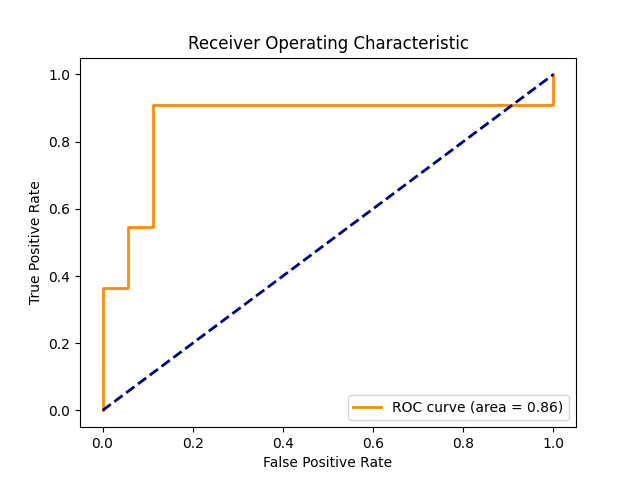 Receiver Operating Characteristic
1.0
0.8
0.6
0.4
0.2
0.0
True Positive Rate
ROC curve (area = 0.86)
0.0 0.2 0.4 0.6 0.8 1.0
False Positive Rate